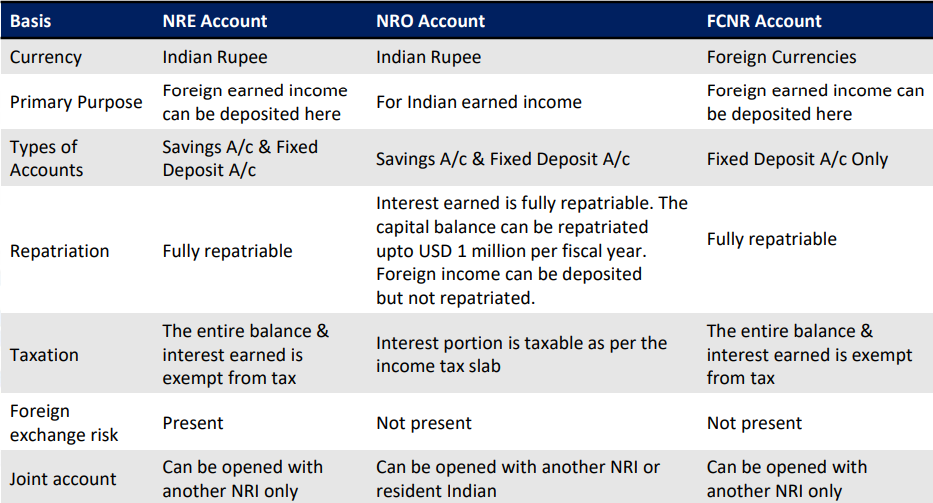 Basis NRE Account NRO Account FCNR Account
Currency Indian Rupee Indian Rupee Foreign Currencies
Primary Purpose
Foreign earned income
can be deposited here
For Indian earned income
Foreign earned income can
be deposited here
Types of
Accounts
Savings A/c & Fixed
Deposit A/c
Savings A/c & Fixed Deposit A/c
Fixed Deposit A/c Only
Repatriation
Fully repatriable
Interest earned is fully repatriable. The
capital balance can be repatriated
upto USD 1 million per fiscal year.
Foreign income can be deposited
but not repatriated.
Fully repatriable
Taxation
The entire balance &
interest earned is
exempt from tax
Interest portion is taxable as per the
income tax slab
The entire balance &
interest earned is exempt
from tax
Foreign
exchange risk
Present
Not present
Not present
Joint account
Can be opened with
another NRI only
Can be opened with another NRI or
resident Indian
Can be opened with
another NRI only